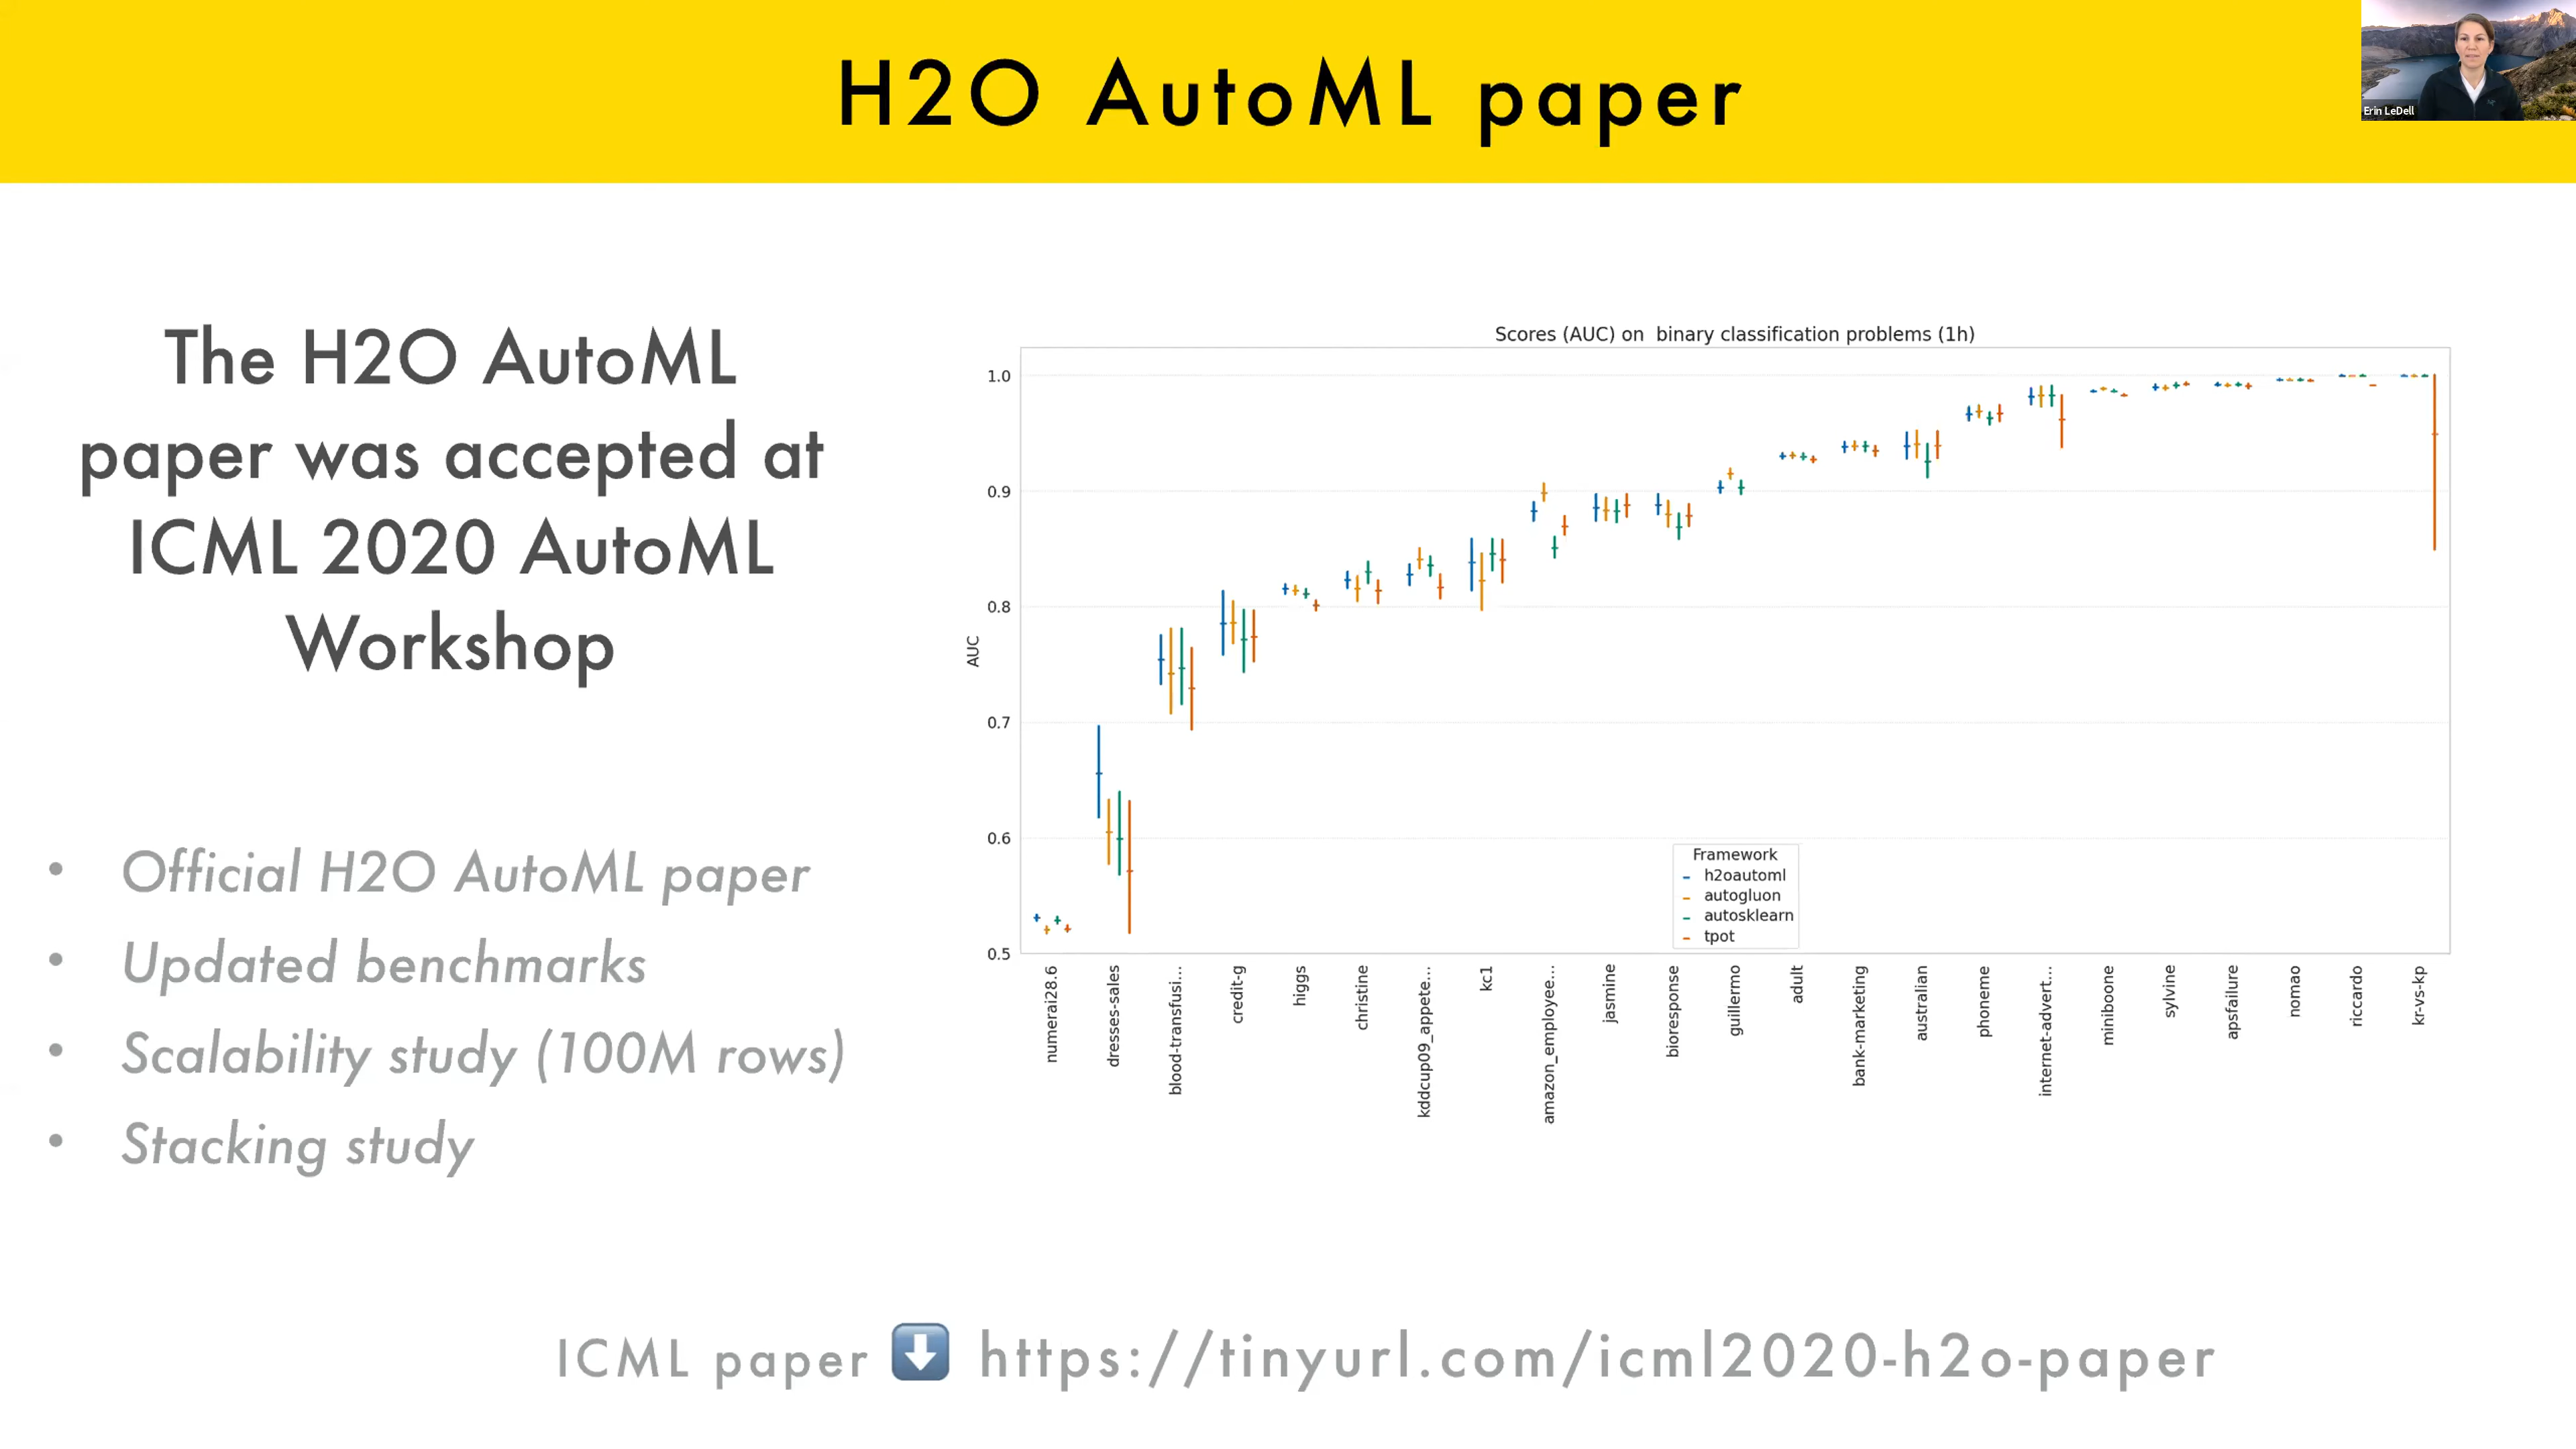 H2O AutoML paper
Erin LeDell
The H2O AutoML
paper was accepted at
ICML 2020 AutoML
Workshop
• Official H2O AutoML paper
• Updated benchmarks
• Scalability study (100M rows)
• Stacking study
Scores (AUC) on  binary classification problems (1h)
AUC
1.0
0.9
0.8
0.7
0.6
0.5
Framework
h2oautoml
autogluon
autosklearn
tpot
numerai28.6
dresses-sales
blood-transfusi...
credit-g
higgs
christine
kddcup09_appete...
kc1
amazon_employee...
jasmine
bioresponse
guillermo
adult
bank-marketing
australian
phoneme
internet-advert...
miniboone
sylvine
apsfailure
nomao
riccardo
kr-vs-kp
ICML paper ⬇️ https://tinyurl.com/icml2020-h2o-paper